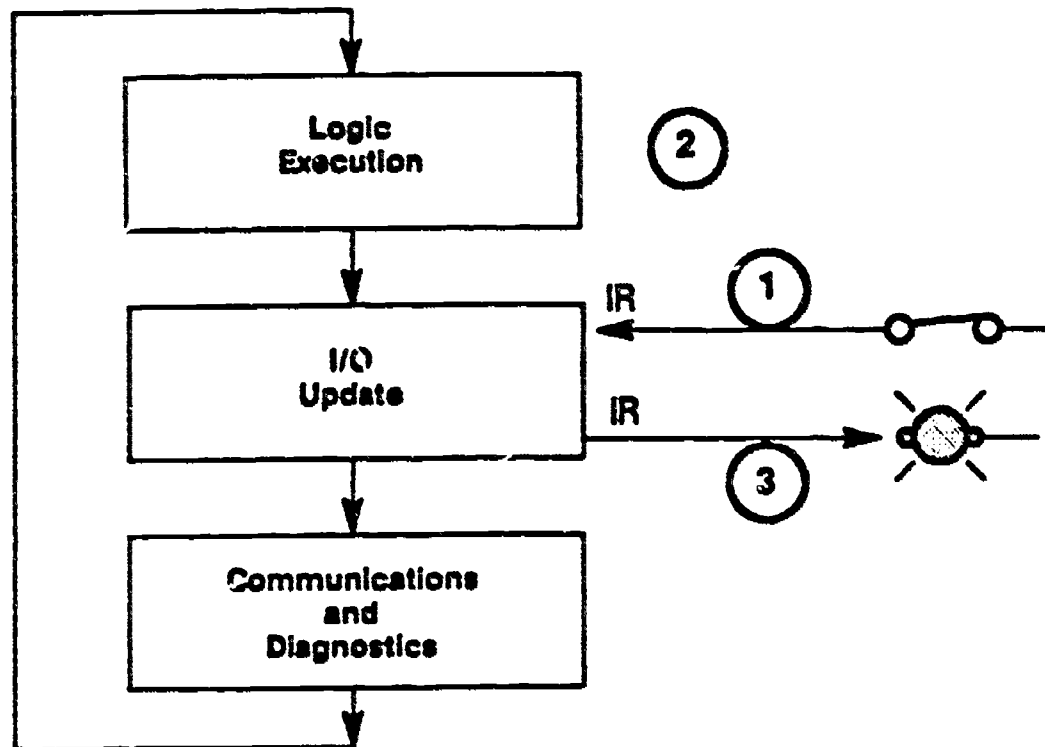 Logic
Execution
2
1
IR
I/O
Update
IR
3
Communications
and
Diagnostics